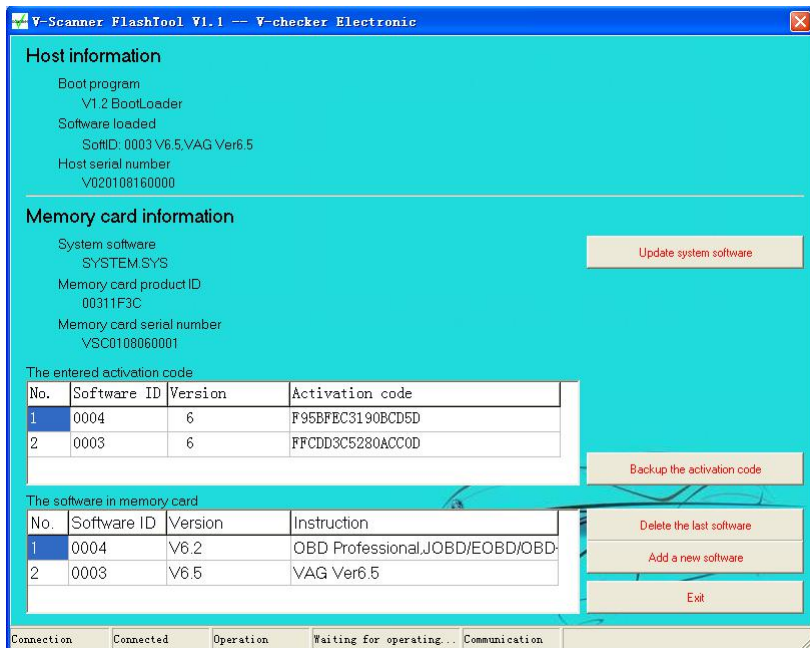 V-Scanner FlashTool V1.1 -- V-checker Electronic
Host information
Boot program
V1.2 BootLoader
Software loaded
SoftID: 0003 V6.5,VAG Ver6.5
Host serial number
V020108160000
Memory card information
System software
SYSTEM.SYS
Update system software
Memory card product ID
00311F3C
Memory card serial number
VSC0108060001
The entered activation code
No. Software ID Version Activation code
1 0004 6 F95BFEC3190BCD5D
2 0003 6 FFCDD3C5280ACC0D
Backup the activation code
The software in memory card
No. Software ID Version Instruction
1 0004 V6.2 OBD Professional,JOBD/EOBD/OBD-
2 0003 V6.5 VAG Ver6.5
Delete the last software
Add a new software
Exit
Connection Connected Operation Waiting for operating... Communication